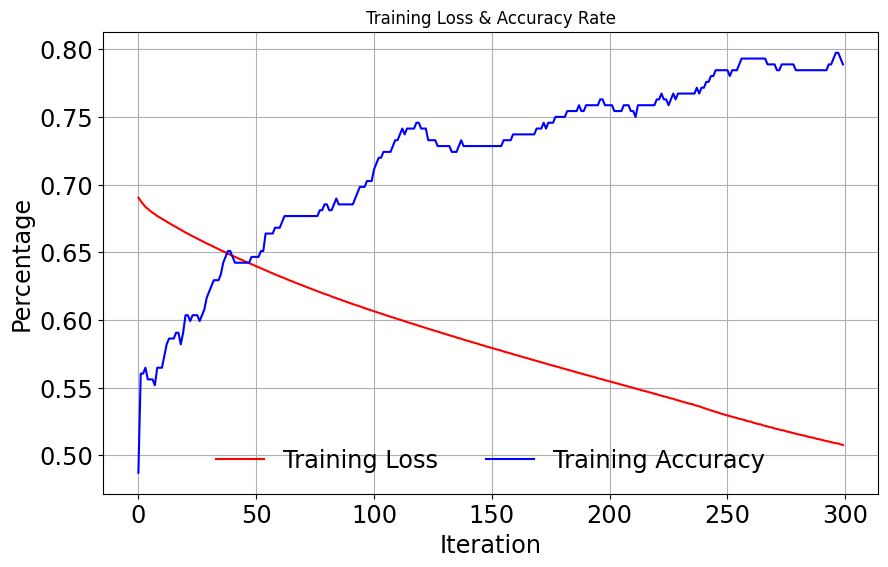 Training Loss & Accuracy Rate
0.80
0.75
0.70
0.65
0.60
0.55
0.50
Percentage
Training Loss
Training Accuracy
0 50 100 150 200 250 300
Iteration